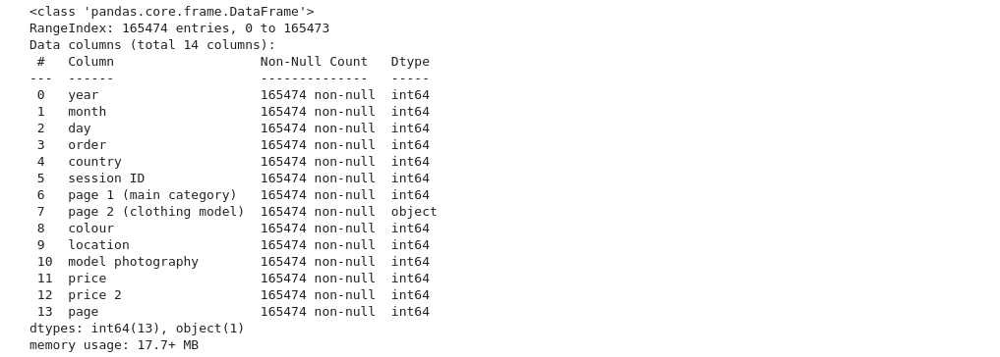 <class 'pandas.core.frame.DataFrame'>
RangeIndex: 165474 entries, 0 to 165473
Data columns (total 14 columns):
 #   Column                   Non-Null Count   Dtype
---  ------                   --------------   -----
 0   year                     165474 non-null  int64
 1   month                    165474 non-null  int64
 2   day                      165474 non-null  int64
 3   order                    165474 non-null  int64
 4   country                  165474 non-null  int64
 5   session ID               165474 non-null  int64
 6   page 1 (main category)   165474 non-null  int64
 7   page 2 (clothing model)  165474 non-null  object
 8   colour                   165474 non-null  int64
 9   location                 165474 non-null  int64
 10  model photography        165474 non-null  int64
 11  price                    165474 non-null  int64
 12  price 2                  165474 non-null  int64
 13  page                     165474 non-null  int64
dtypes: int64(13), object(1)
memory usage: 17.7+ MB